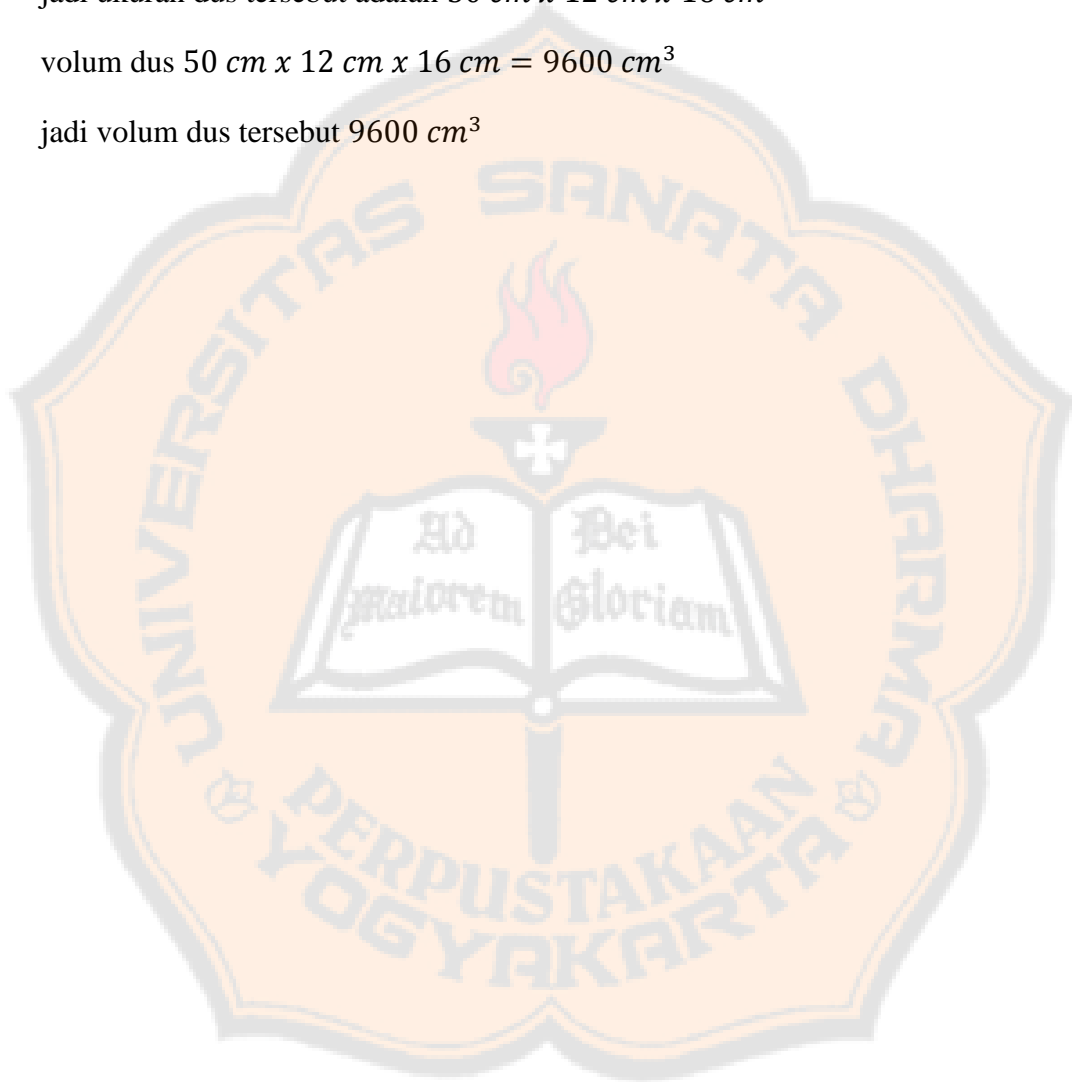 jadi ukuran dus tersebut adalah 50 cm x 12 cm x 16 cm
volum dus 50 cm x 12 cm x 16 cm = 9600 cm³
jadi volum dus tersebut 9600 cm³
UNIVERSITAS SANATA DHARMA
Ad Maiorem
Dei Gloriam
PERPUSTAKAAN
YOGYAKARTA